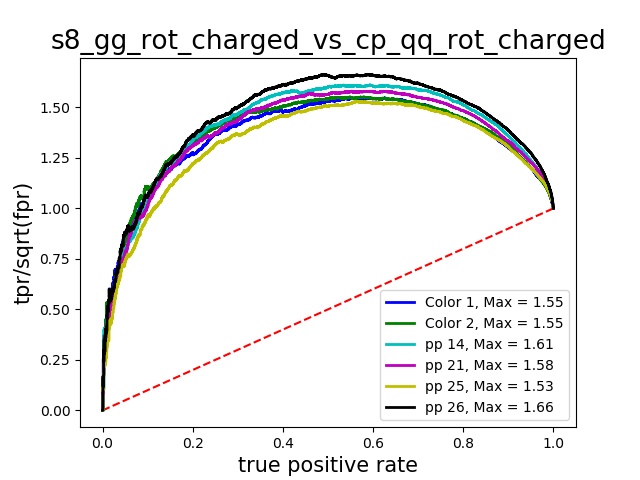 s8_gg_rot_charged_vs_cp_qq_rot_charged
tpr/sqrt(fpr)
1.50
1.25
1.00
0.75
0.50
0.25
0.00
Color 1, Max = 1.55
Color 2, Max = 1.55
pp 14, Max = 1.61
pp 21, Max = 1.58
pp 25, Max = 1.53
pp 26, Max = 1.66
0.0 0.2 0.4 0.6 0.8 1.0
true positive rate